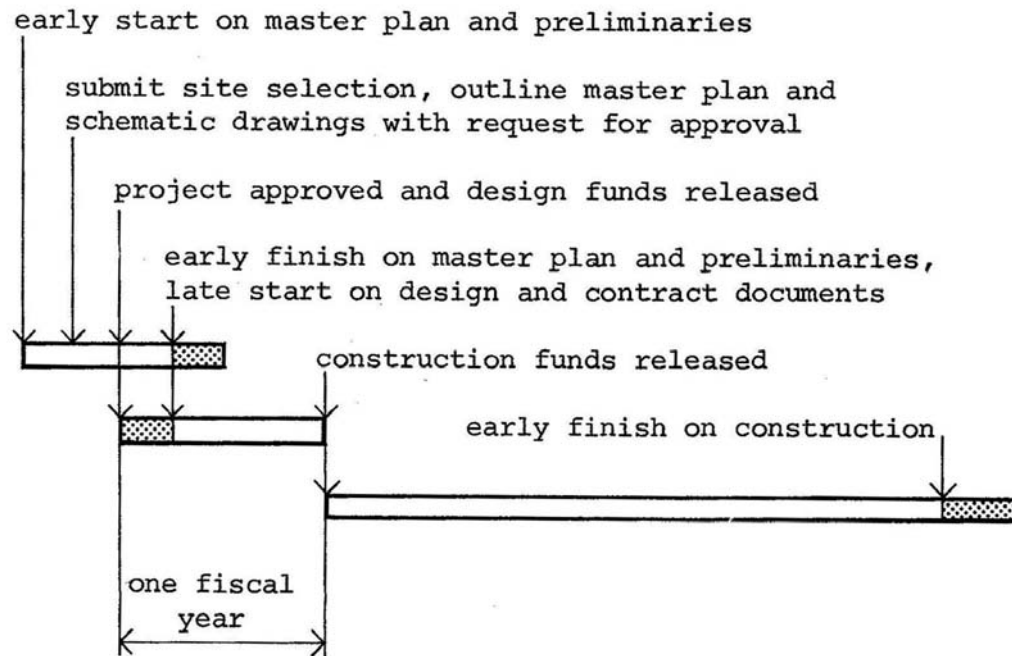 early start on master plan and preliminaries
submit site selection, outline master plan and
schematic drawings with request for approval
project approved and design funds released
early finish on master plan and preliminaries,
late start on design and contract documents
construction funds released
early finish on construction
one fiscal
year